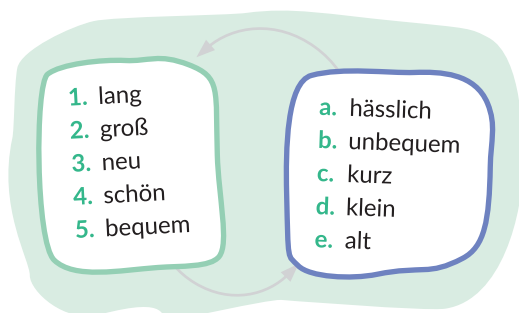 1. lang
2. groß
3. neu
4. schön
5. bequem
a. hässlich
b. unbequem
c. kurz
d. klein
e. alt